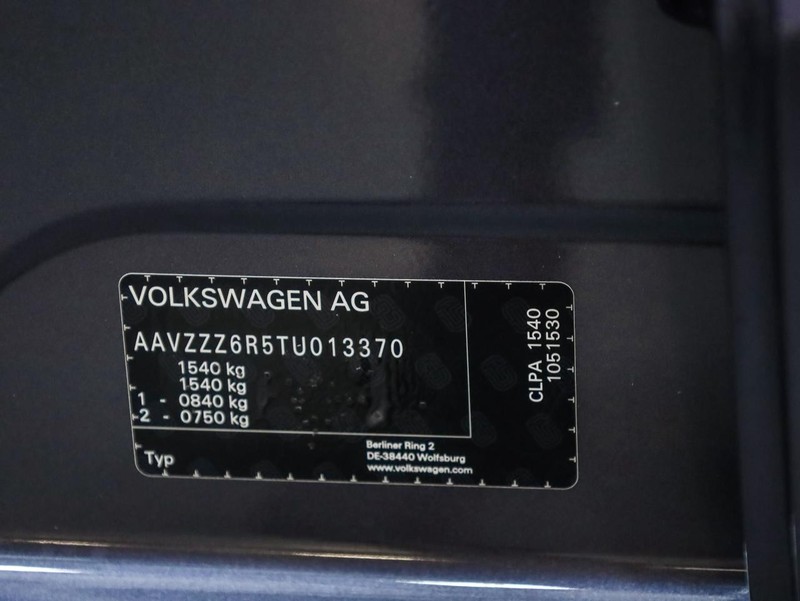 VOLKSWAGEN AG
AAVZZZ6R5TU013370
1540 kg
1540 kg
1 - 0840 kg
2 - 0750 kg
Typ
Berliner Ring 2
DE-38440 Wolfsburg
www.volkswagen.com
CLPA 1540
1051530